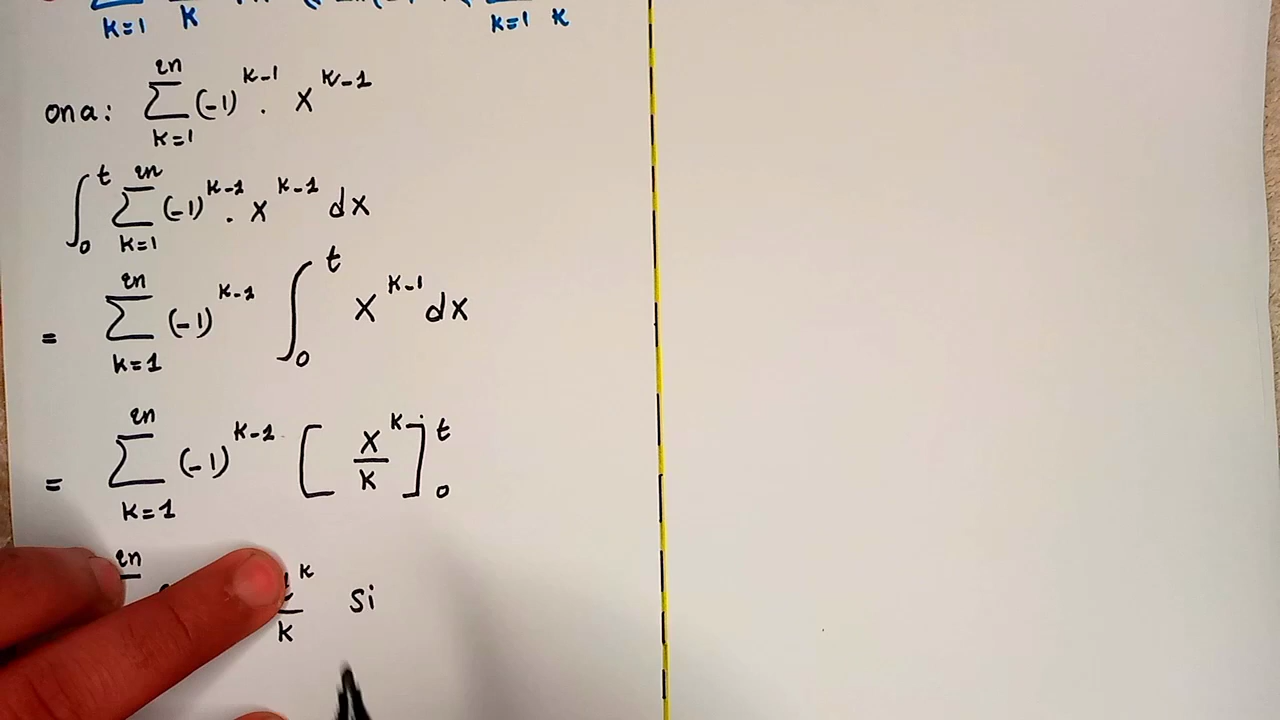 k=1 k k=1 k
on a: ∑_{k=1}^{2n} (-1)^{k-1} . x^{k-1}
∫_0^t ∑_{k=1}^{2n} (-1)^{k-1} . x^{k-1} dx
= ∑_{k=1}^{2n} (-1)^{k-1} ∫_0^t x^{k-1} dx
= ∑_{k=1}^{2n} (-1)^{k-1} [ x^k / k ]_0^t
2n t^k / k si